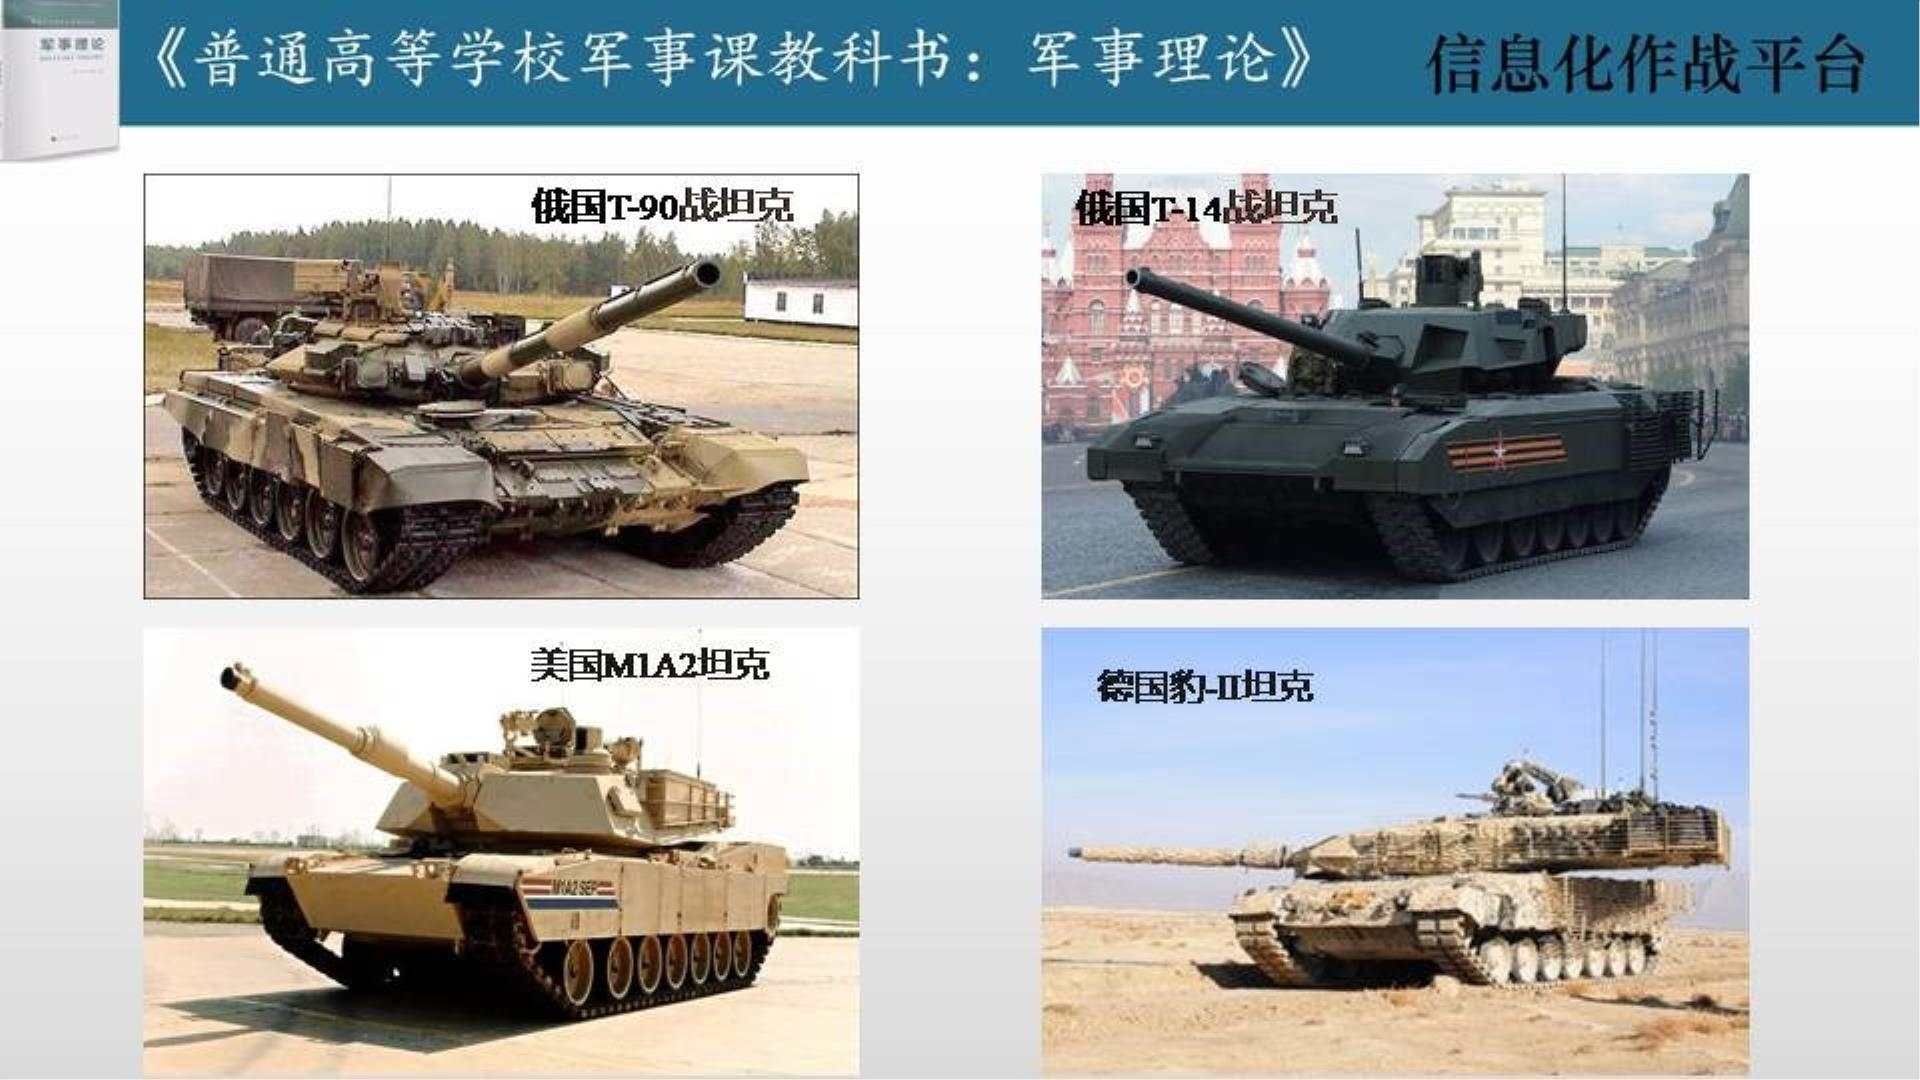 军事理论
《普通高等学校军事课教科书：军事理论》
信息化作战平台
俄国T-90战坦克
俄国T-14战坦克
美国M1A2坦克
M1A2 SEP
德国豹-II坦克